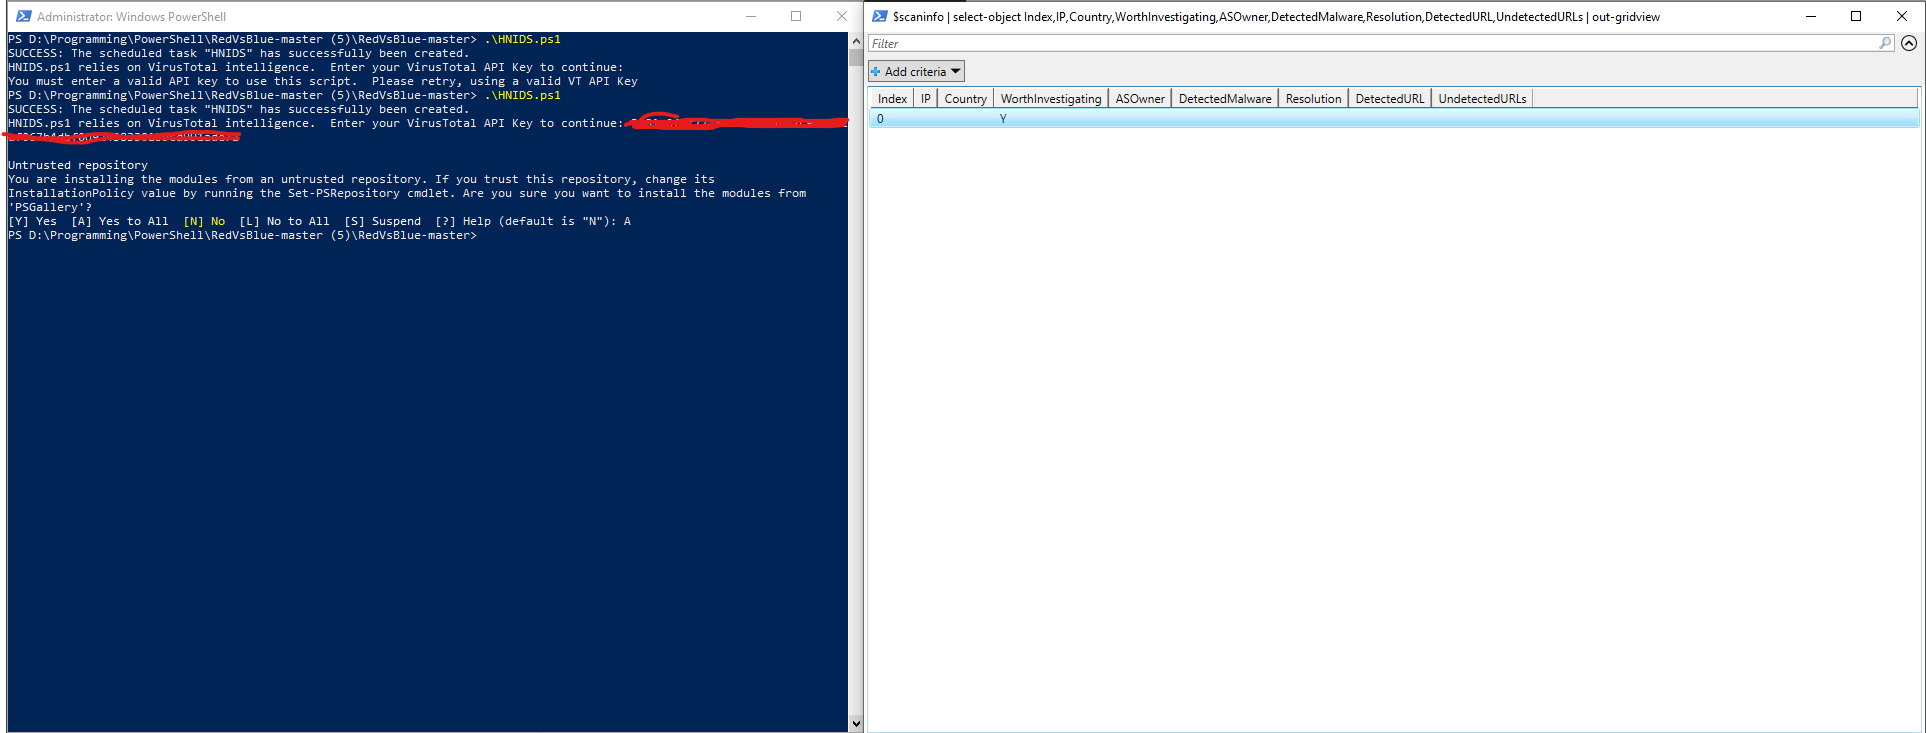 Administrator: Windows PowerShell
PS D:\Programming\PowerShell\RedVsBlue-master (5)\RedVsBlue-master> .\HNIDS.ps1
SUCCESS: The scheduled task "HNIDS" has successfully been created.
HNIDS.ps1 relies on VirusTotal intelligence.  Enter your VirusTotal API Key to continue:
You must enter a valid API key to use this script.  Please retry, using a valid VT API Key
PS D:\Programming\PowerShell\RedVsBlue-master (5)\RedVsBlue-master> .\HNIDS.ps1
SUCCESS: The scheduled task "HNIDS" has successfully been created.
HNIDS.ps1 relies on VirusTotal intelligence.  Enter your VirusTotal API Key to continue:
Untrusted repository
You are installing the modules from an untrusted repository. If you trust this repository, change its
InstallationPolicy value by running the Set-PSRepository cmdlet. Are you sure you want to install the modules from
'PSGallery'?
[Y] Yes  [A] Yes to All  [N] No  [L] No to All  [S] Suspend  [?] Help (default is "N"): A
PS D:\Programming\PowerShell\RedVsBlue-master (5)\RedVsBlue-master>
$scaninfo | select-object Index,IP,Country,WorthInvestigating,ASOwner,DetectedMalware,Resolution,DetectedURL,UndetectedURLs | out-gridview
Filter
Add criteria
Index IP Country WorthInvestigating ASOwner DetectedMalware Resolution DetectedURL UndetectedURLs
0 Y